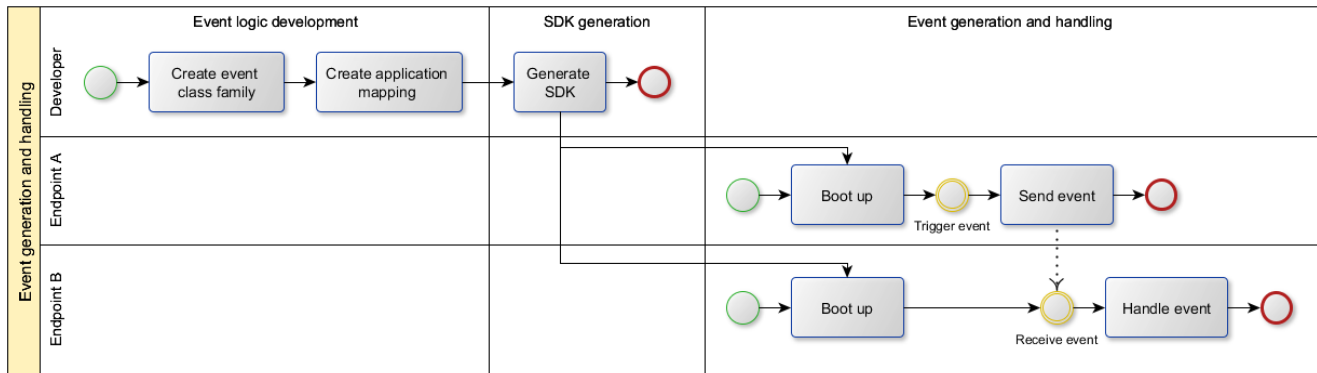 Event generation and handling
Event logic development
SDK generation
Event generation and handling
Developer
Create event
class family
Create application
mapping
Generate
SDK
Endpoint A
Boot up
Trigger event
Send event
Endpoint B
Boot up
Receive event
Handle event